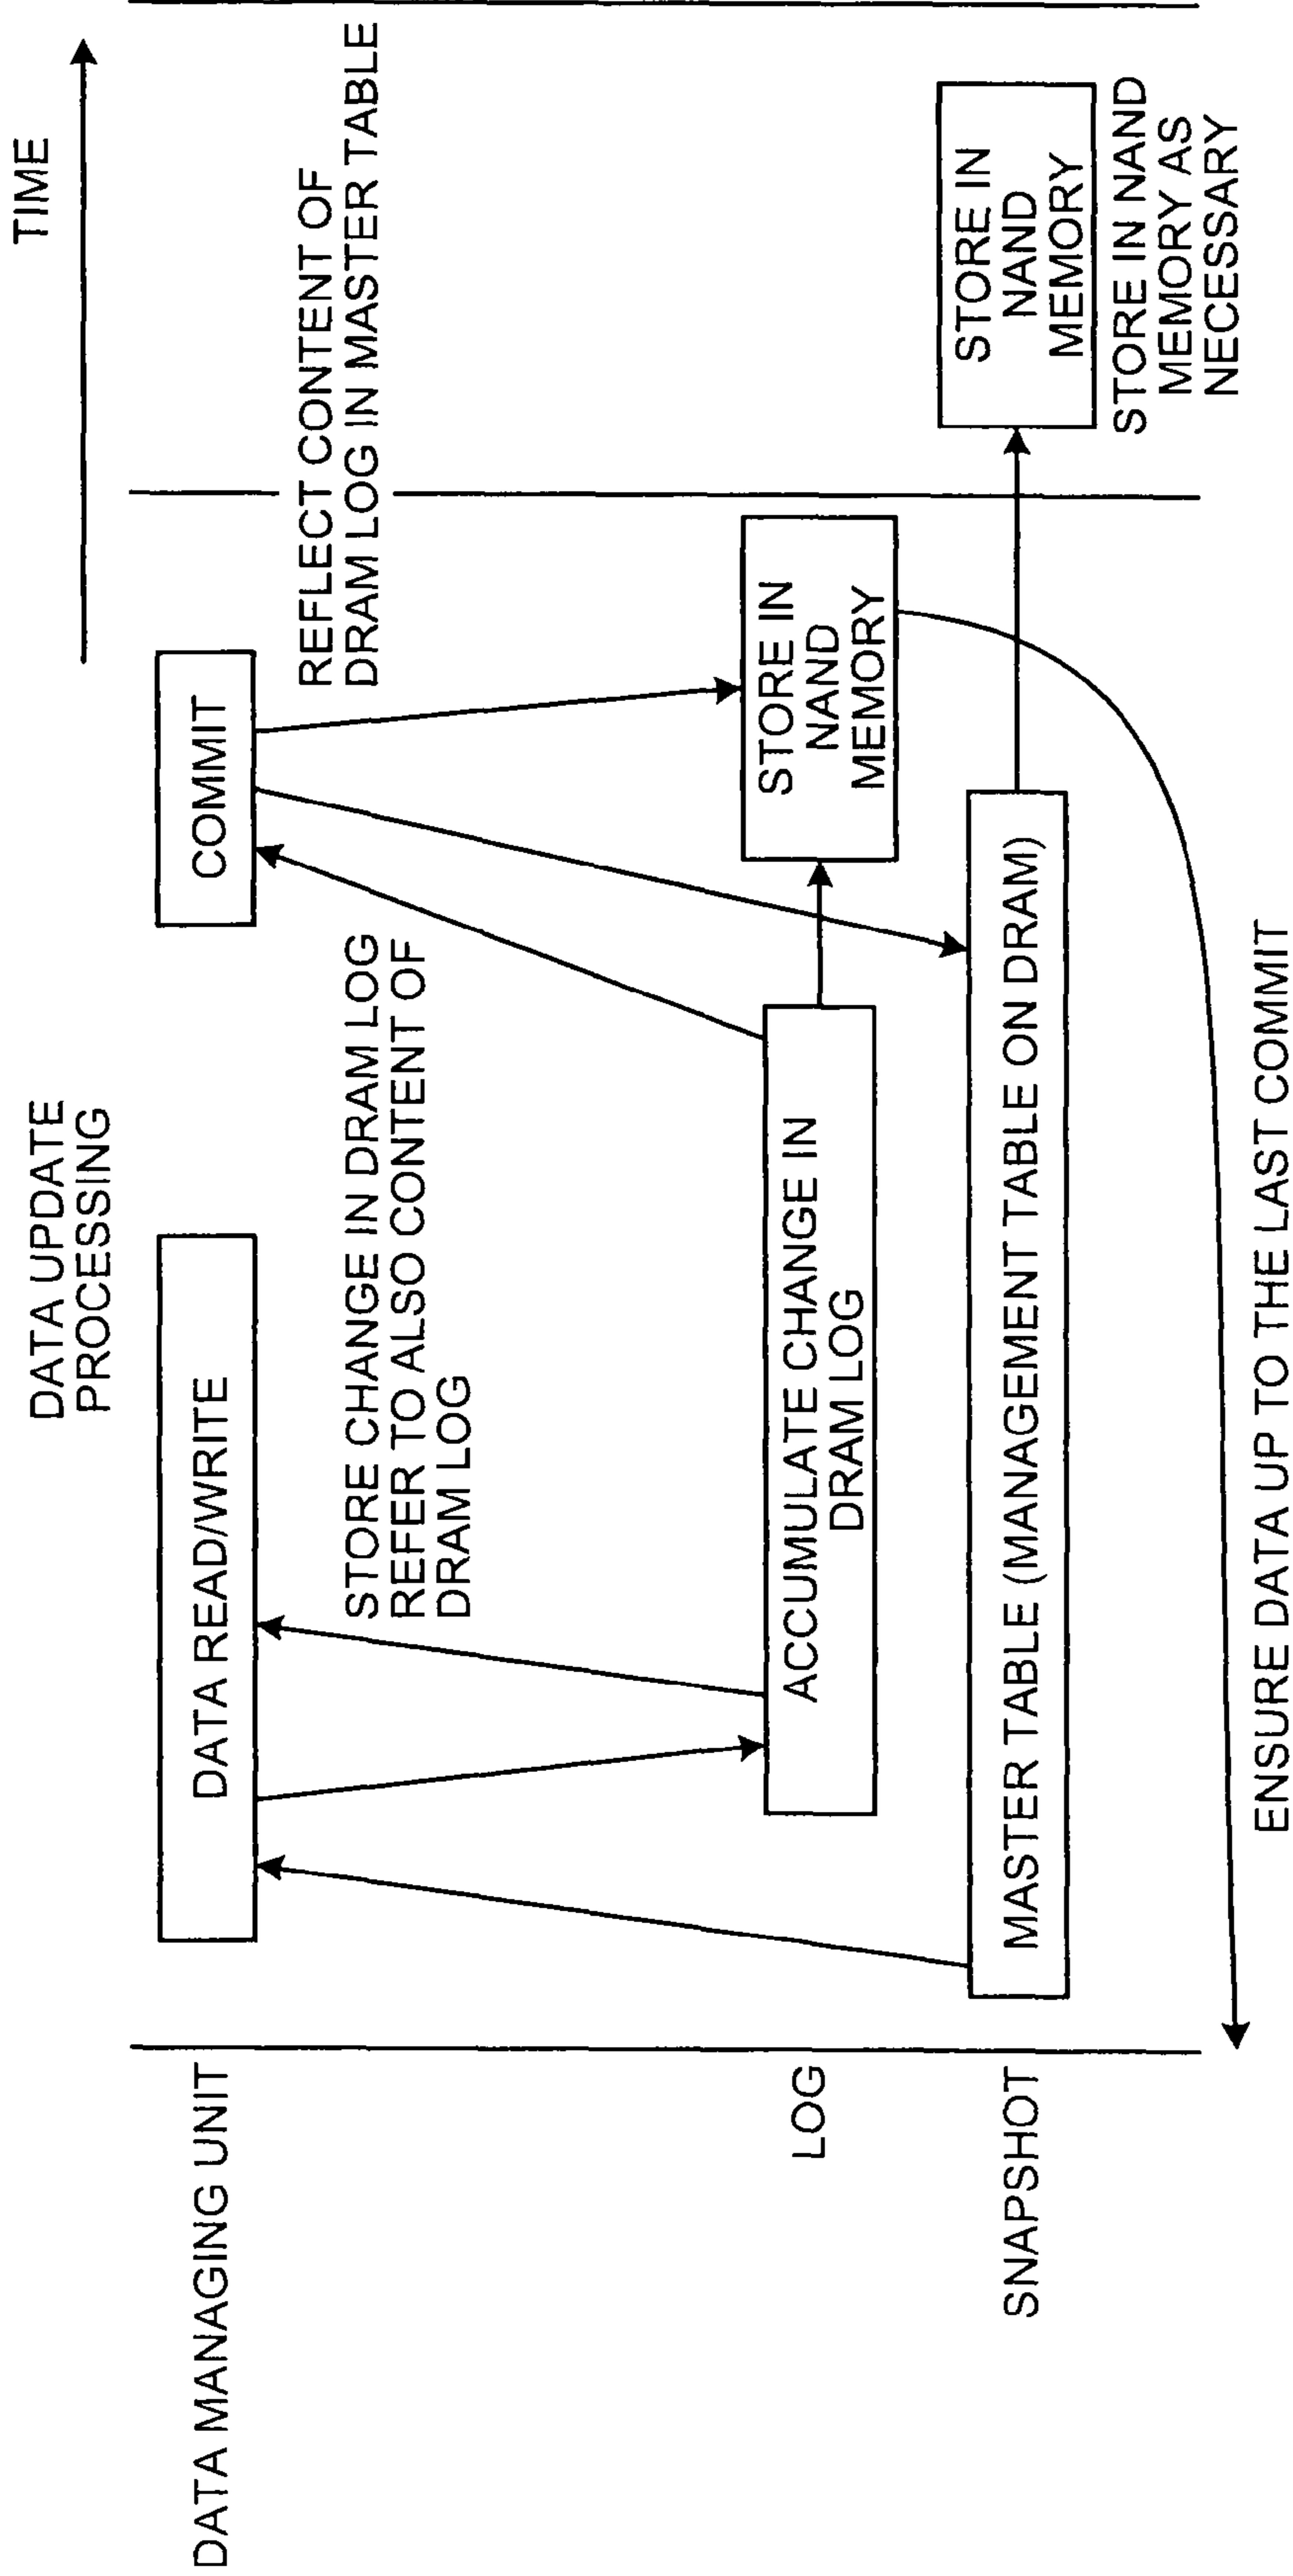 TIME
DATA UPDATE
PROCESSING
DATA MANAGING UNIT
DATA READ/WRITE
COMMIT
REFLECT CONTENT OF
DRAM LOG IN MASTER TABLE
STORE CHANGE IN DRAM LOG
REFER TO ALSO CONTENT OF
DRAM LOG
LOG
ACCUMULATE CHANGE IN
DRAM LOG
STORE IN
NAND
MEMORY
SNAPSHOT
MASTER TABLE (MANAGEMENT TABLE ON DRAM)
STORE IN
NAND
MEMORY
STORE IN NAND
MEMORY AS
NECESSARY
ENSURE DATA UP TO THE LAST COMMIT